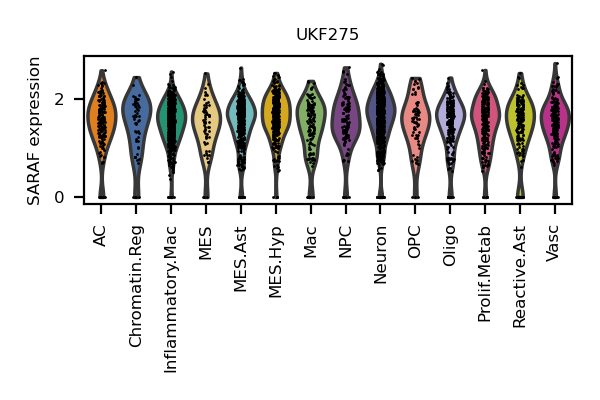 UKF275
SARAF expression
2
0
AC
Chromatin.Reg
Inflammatory.Mac
MES
MES.Ast
MES.Hyp
Mac
NPC
Neuron
OPC
Oligo
Prolif.Metab
Reactive.Ast
Vasc